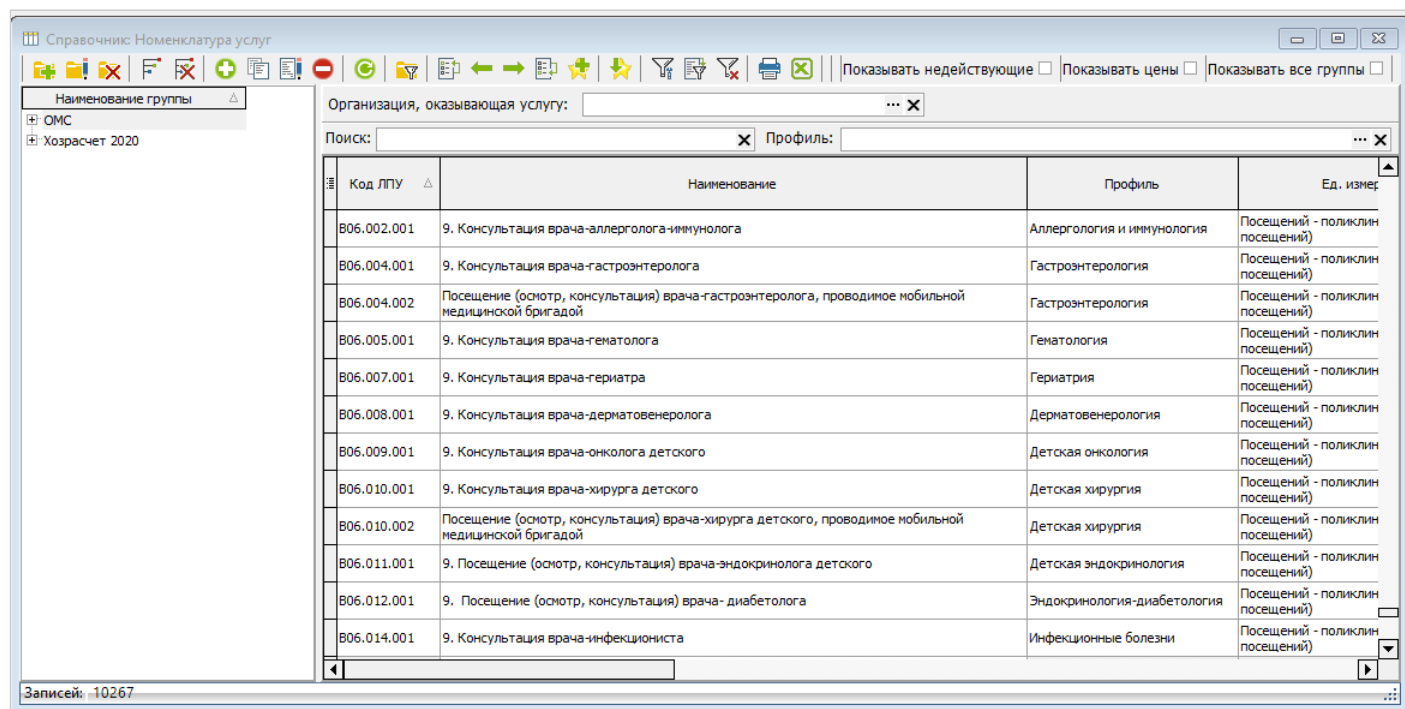 Справочник: Номенклатура услуг
Показывать недействующие Показывать цены Показывать все группы
Наименование группы
ОМС
Хозрасчет 2020
Организация, оказывающая услугу:
Поиск: Профиль:
Код ЛПУ Наименование Профиль Ед. измер
B06.002.001 9. Консультация врача-аллерголога-иммунолога Аллергология и иммунология Посещений - поликлин
посещений)
B06.004.001 9. Консультация врача-гастроэнтеролога Гастроэнтерология Посещений - поликлин
посещений)
B06.004.002 Посещение (осмотр, консультация) врача-гастроэнтеролога, проводимое мобильной
медицинской бригадой Гастроэнтерология Посещений - поликлин
посещений)
B06.005.001 9. Консультация врача-гематолога Гематология Посещений - поликлин
посещений)
B06.007.001 9. Консультация врача-гериатра Гериатрия Посещений - поликлин
посещений)
B06.008.001 9. Консультация врача-дерматовенеролога Дерматовенерология Посещений - поликлин
посещений)
B06.009.001 9. Консультация врача-онколога детского Детская онкология Посещений - поликлин
посещений)
B06.010.001 9. Консультация врача-хирурга детского Детская хирургия Посещений - поликлин
посещений)
B06.010.002 Посещение (осмотр, консультация) врача-хирурга детского, проводимое мобильной
медицинской бригадой Детская хирургия Посещений - поликлин
посещений)
B06.011.001 9. Посещение (осмотр, консультация) врача-эндокринолога детского Детская эндокринология Посещений - поликлин
посещений)
B06.012.001 9. Посещение (осмотр, консультация) врача- диабетолога Эндокринология-диабетология Посещений - поликлин
посещений)
B06.014.001 9. Консультация врача-инфекциониста Инфекционные болезни Посещений - поликлин
посещений)
Записей: 10267